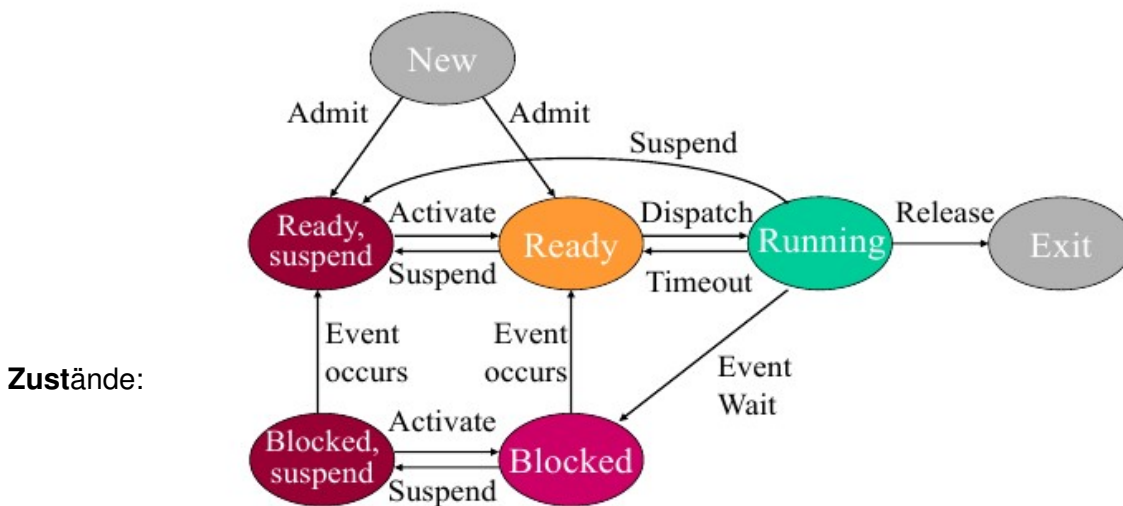 New
Admit
Admit
Suspend
Ready,
suspend
Activate
Suspend
Ready
Dispatch
Timeout
Running
Release
Exit
Event
occurs
Event
occurs
Event
Wait
Zustände:
Blocked,
suspend
Activate
Suspend
Blocked